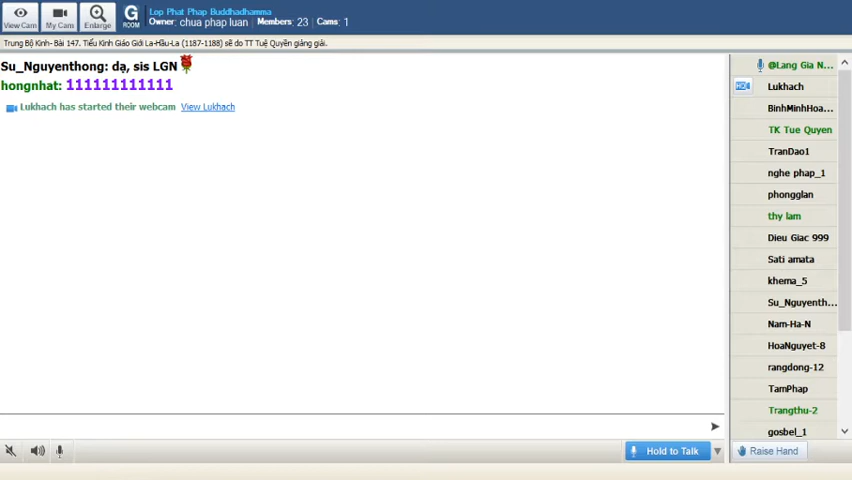 View Cam
My Cam
Enlarge
G
ROOM
Lop Phat Phap Buddhadhamma
Owner: chua phap luan Members: 23 Cams: 1
Trung Bộ Kinh- Bài 147. Tiểu Kinh Giáo Giới La-Hầu-La (1187-1188) sẽ do TT Tuệ Quyền giảng giải.
Su_Nguyenthong: dạ, sis LGN
hongnhat: 111111111111
Lukhach has started their webcam View Lukhach
@Lang Gia N...
HD
Lukhach
BinhMinhHoa...
TK Tue Quyen
TranDao1
nghe phap_1
phongglan
thy lam
Dieu Giac 999
Sati amata
khema_5
Su_Nguyenth...
Nam-Ha-N
HoaNguyet-8
rangdong-12
TamPhap
Trangthu-2
gosbel_1
Hold to Talk
Raise Hand